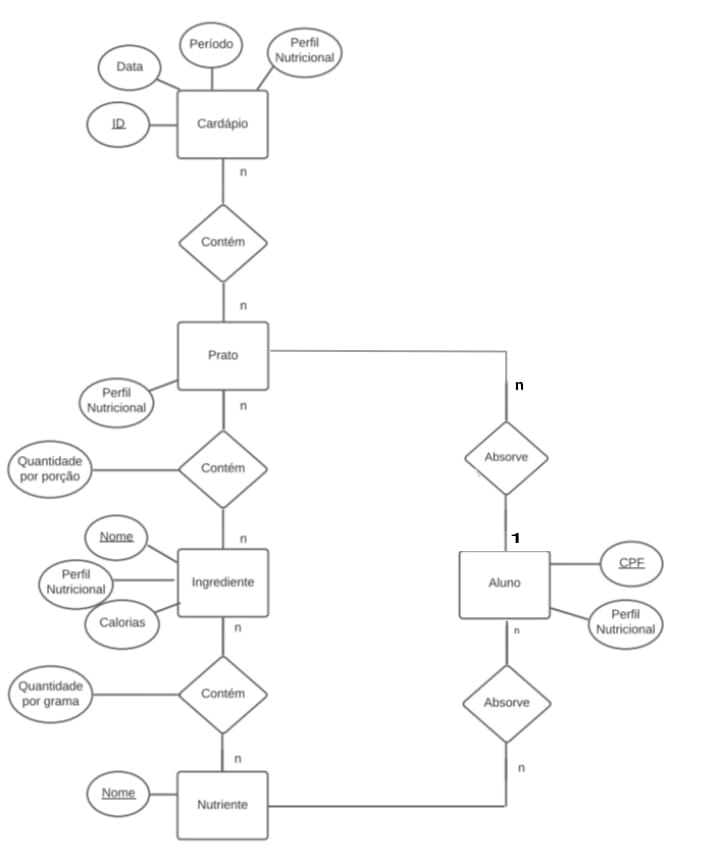 Período
Perfil
Nutricional
Data
ID
Cardápio
n
Contém
n
Prato
n
Perfil
Nutricional
n
Quantidade
por porção
Contém
Absorve
n
1
Nome
Perfil
Nutricional
Ingrediente
Aluno
CPF
Calorias
Perfil
Nutricional
n
n
Quantidade
por grama
Contém
Absorve
n
n
Nome
Nutriente